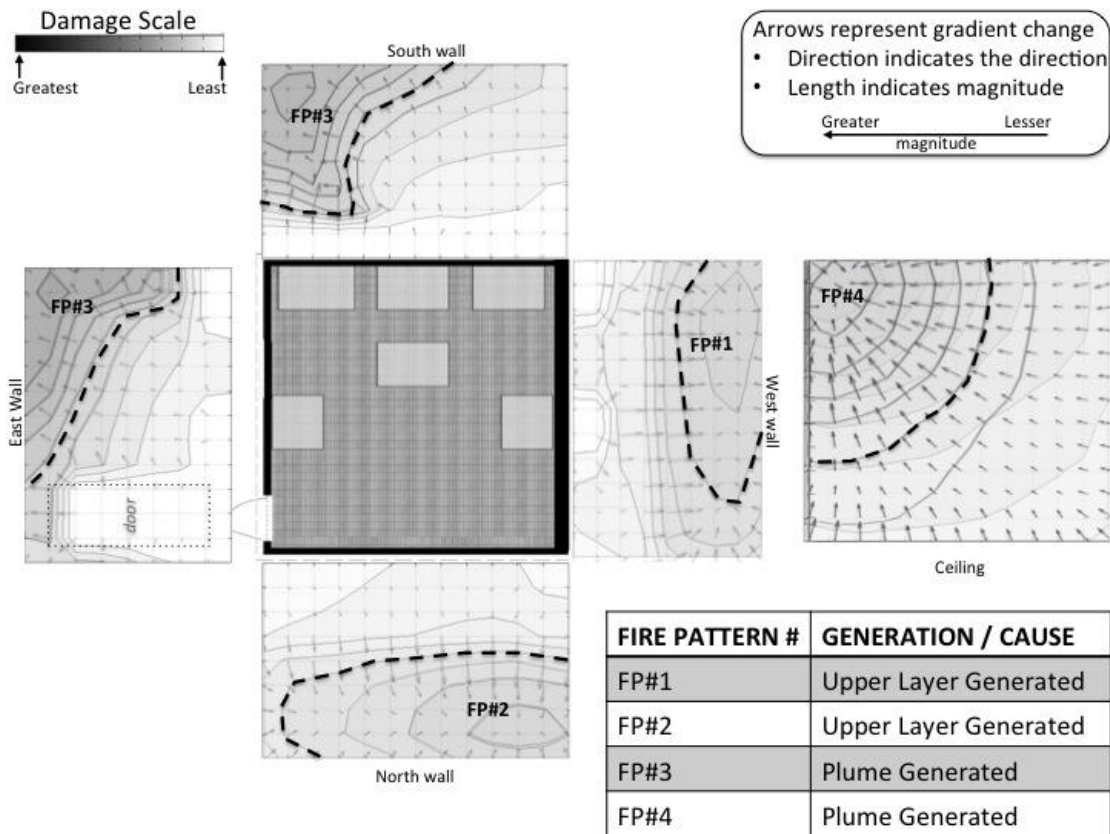 Damage Scale
Greatest
Least
South wall
Arrows represent gradient change
• Direction indicates the direction
• Length indicates magnitude
Greater
Lesser
magnitude
FP#3
FP#3
FP#1
FP#4
East Wall
West wall
door
Ceiling
FP#2
North wall
FIRE PATTERN # GENERATION / CAUSE
FP#1 Upper Layer Generated
FP#2 Upper Layer Generated
FP#3 Plume Generated
FP#4 Plume Generated